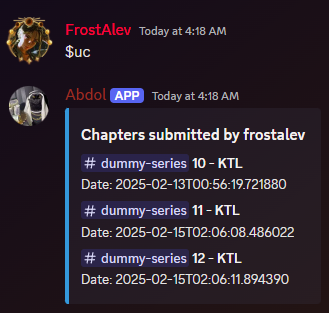 FrostAlev Today at 4:18 AM
$uc
Abdol APP Today at 4:18 AM
Chapters submitted by frostalev
# dummy-series 10 - KTL
Date: 2025-02-13T00:56:19.721880
# dummy-series 11 - KTL
Date: 2025-02-15T02:06:08.486022
# dummy-series 12 - KTL
Date: 2025-02-15T02:06:11.894390